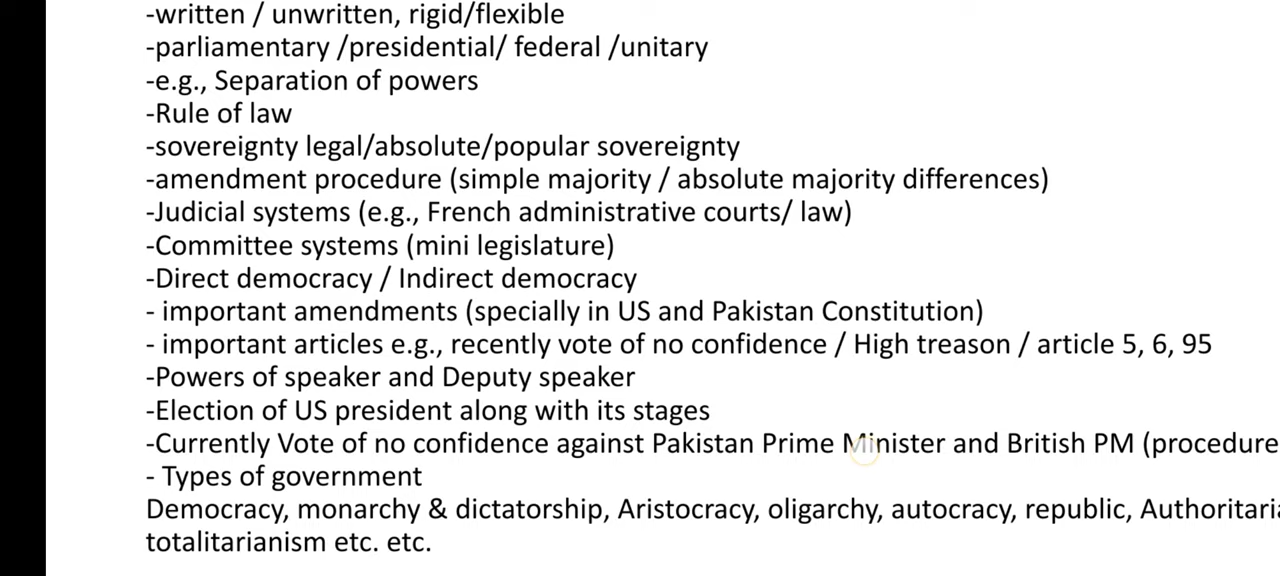 -written / unwritten, rigid/flexible
-parliamentary /presidential/ federal /unitary
-e.g., Separation of powers
-Rule of law
-sovereignty legal/absolute/popular sovereignty
-amendment procedure (simple majority / absolute majority differences)
-Judicial systems (e.g., French administrative courts/ law)
-Committee systems (mini legislature)
-Direct democracy / Indirect democracy
- important amendments (specially in US and Pakistan Constitution)
- important articles e.g., recently vote of no confidence / High treason / article 5, 6, 95
-Powers of speaker and Deputy speaker
-Election of US president along with its stages
-Currently Vote of no confidence against Pakistan Prime Minister and British PM (procedure
- Types of government
Democracy, monarchy & dictatorship, Aristocracy, oligarchy, autocracy, republic,
totalitarianism etc. etc.